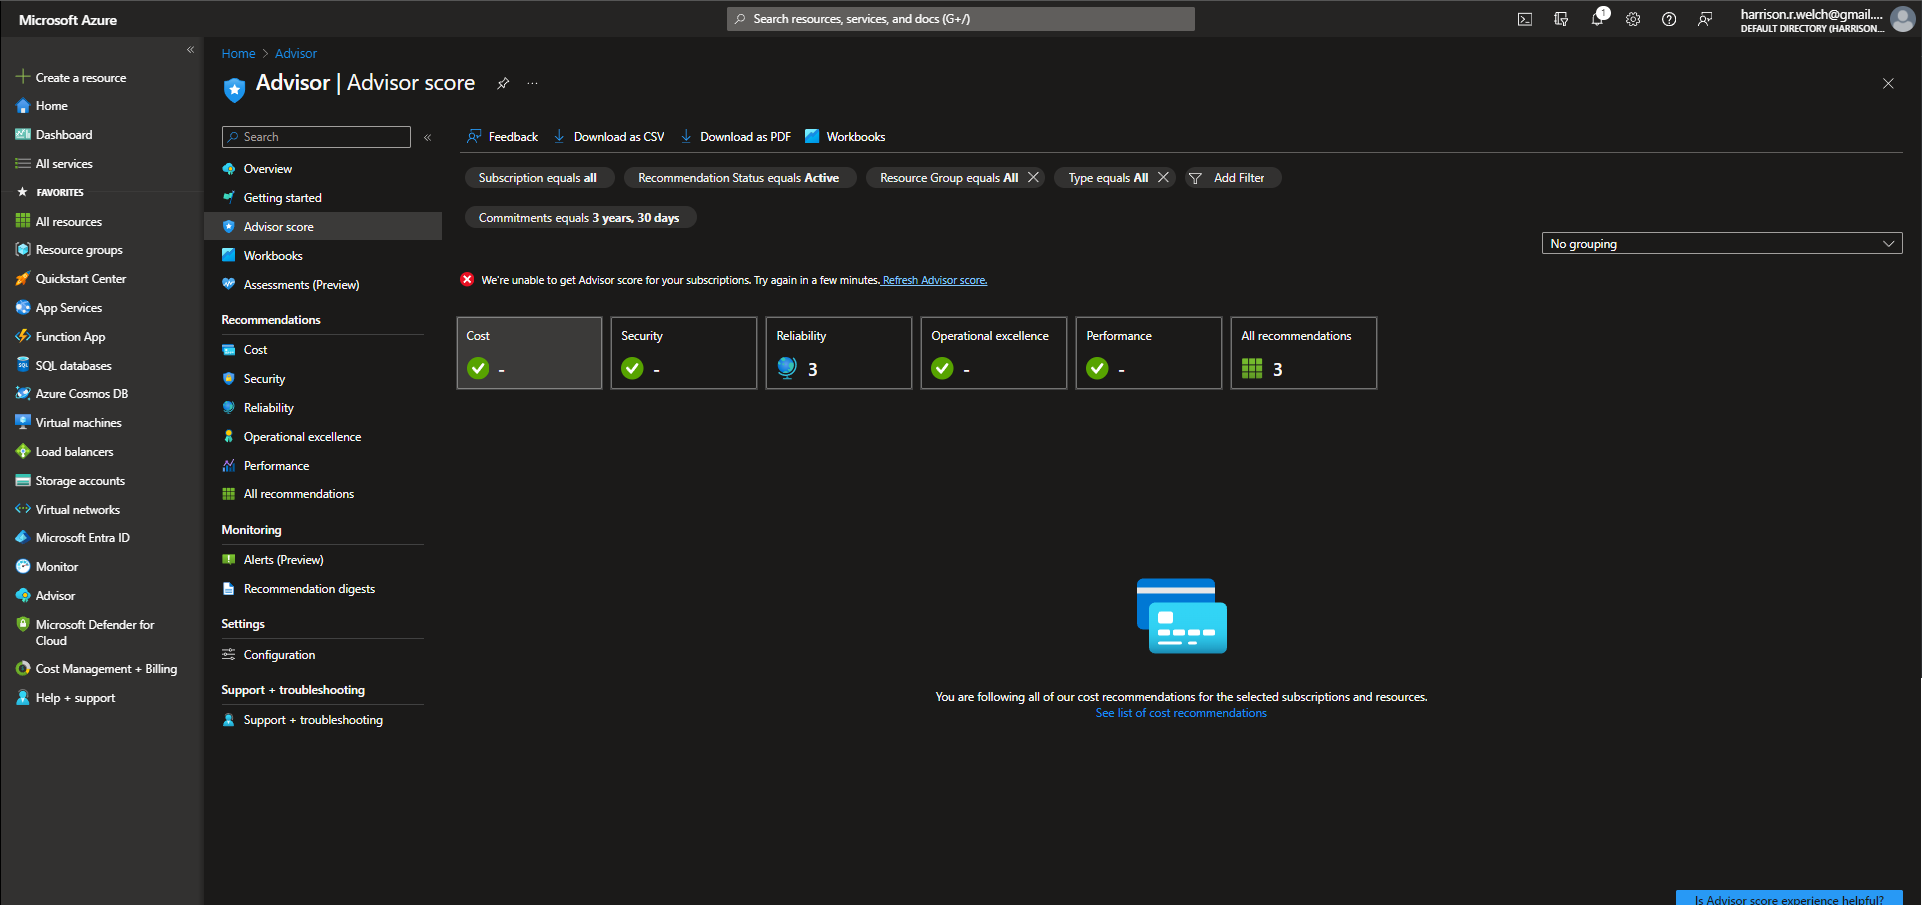 Microsoft Azure
Search resources, services, and docs (G+/)
1
harrison.r.welch@gmail....
DEFAULT DIRECTORY (HARRISON...
Create a resource
Home
Dashboard
All services
FAVORITES
All resources
Resource groups
Quickstart Center
App Services
Function App
SQL databases
Azure Cosmos DB
Virtual machines
Load balancers
Storage accounts
Virtual networks
Microsoft Entra ID
Monitor
Advisor
Microsoft Defender for
Cloud
Cost Management + Billing
Help + support
Home > Advisor
Advisor | Advisor score
Search
Overview
Getting started
Advisor score
Workbooks
Assessments (Preview)
Recommendations
Cost
Security
Reliability
Operational excellence
Performance
All recommendations
Monitoring
Alerts (Preview)
Recommendation digests
Settings
Configuration
Support + troubleshooting
Support + troubleshooting
Feedback Download as CSV Download as PDF Workbooks
Subscription equals all Recommendation Status equals Active Resource Group equals All Type equals All Add Filter
Commitments equals 3 years, 30 days
No grouping
We're unable to get Advisor score for your subscriptions. Try again in a few minutes. Refresh Advisor score.
Cost
-
Security
-
Reliability
3
Operational excellence
-
Performance
-
All recommendations
3
You are following all of our cost recommendations for the selected subscriptions and resources.
See list of cost recommendations
Is Advisor score experience helpful?